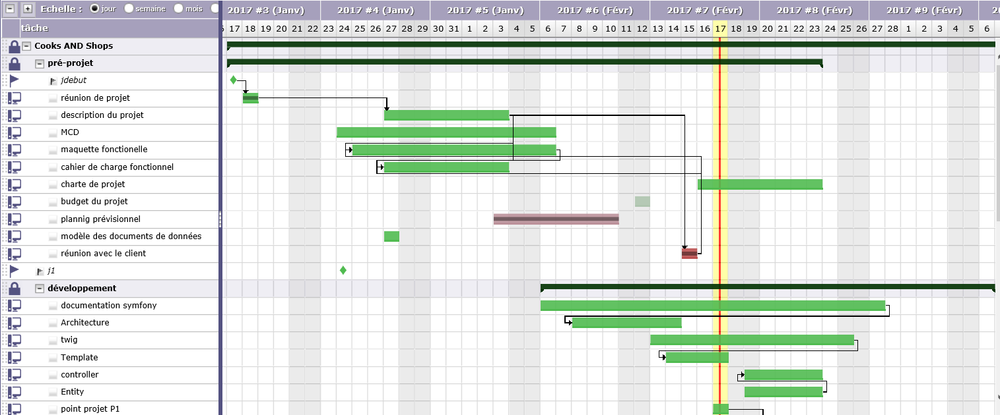 Echelle : jour semaine mois
2017 #3 (Janv) 2017 #4 (Janv) 2017 #5 (Janv) 2017 #6 (Févr) 2017 #7 (Févr) 2017 #8 (Févr) 2017 #9 (Févr)
tâche
17 18 19 20 21 22 23 24 25 26 27 28 29 30 31 1 2 3 4 5 6 7 8 9 10 11 12 13 14 15 16 17 18 19 20 21 22 23 24 25 26 27 28 1 2 3 4 5 6
Cooks AND Shops
pré-projet
jdebut
réunion de projet
description du projet
MCD
maquette fonctionelle
cahier de charge fonctionnel
charte de projet
budget du projet
plannig prévisionnel
modèle des documents de données
réunion avec le client
j1
développement
documentation symfony
Architecture
twig
Template
controller
Entity
point projet P1